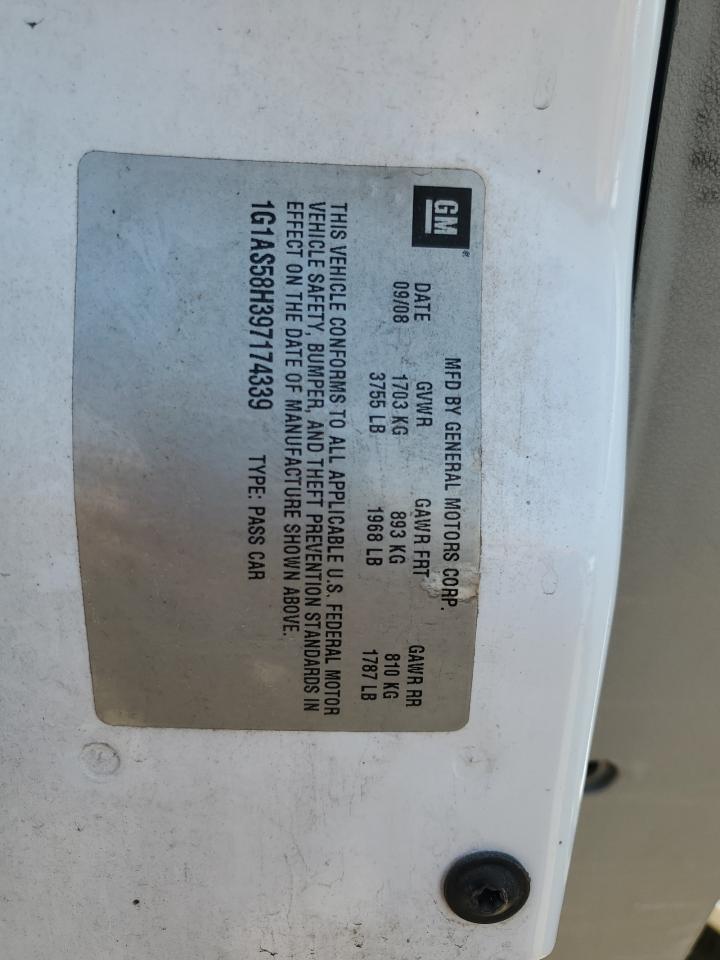 GM®
MFD BY GENERAL MOTORS CORP.
DATE GVWR GAWR FRT GAWR RR
09/08 1703 KG 893 KG 810 KG
3755 LB 1968 LB 1787 LB
THIS VEHICLE CONFORMS TO ALL APPLICABLE U.S. FEDERAL MOTOR
VEHICLE SAFETY, BUMPER, AND THEFT PREVENTION STANDARDS IN
EFFECT ON THE DATE OF MANUFACTURE SHOWN ABOVE.
1G1AS58H397174339 TYPE: PASS CAR